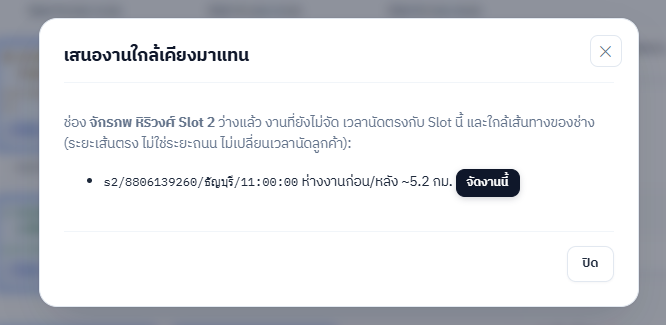 เสนองานใกล้เคียงมาแทน
ช่อง จักรภพ หิริวงศ์ Slot 2 ว่างแล้ว งานที่ยังไม่จัด เวลานัดตรงกับ Slot นี้ และใกล้เส้นทางของช่าง
(ระยะเส้นตรง ไม่ใช่ระยะถนน ไม่เปลี่ยนเวลานัดลูกค้า):
• s2/8806139260/ธัญบุรี/11:00:00 ห่างงานก่อน/หลัง ~5.2 กม. จัดงานนี้
ปิด